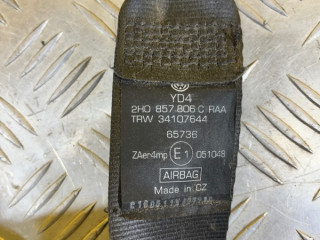 YD4
2H0 857 806 C RAA
TRW 34107644
65736
ZAer4mp E1 051048
AIRBAG
Made in CZ